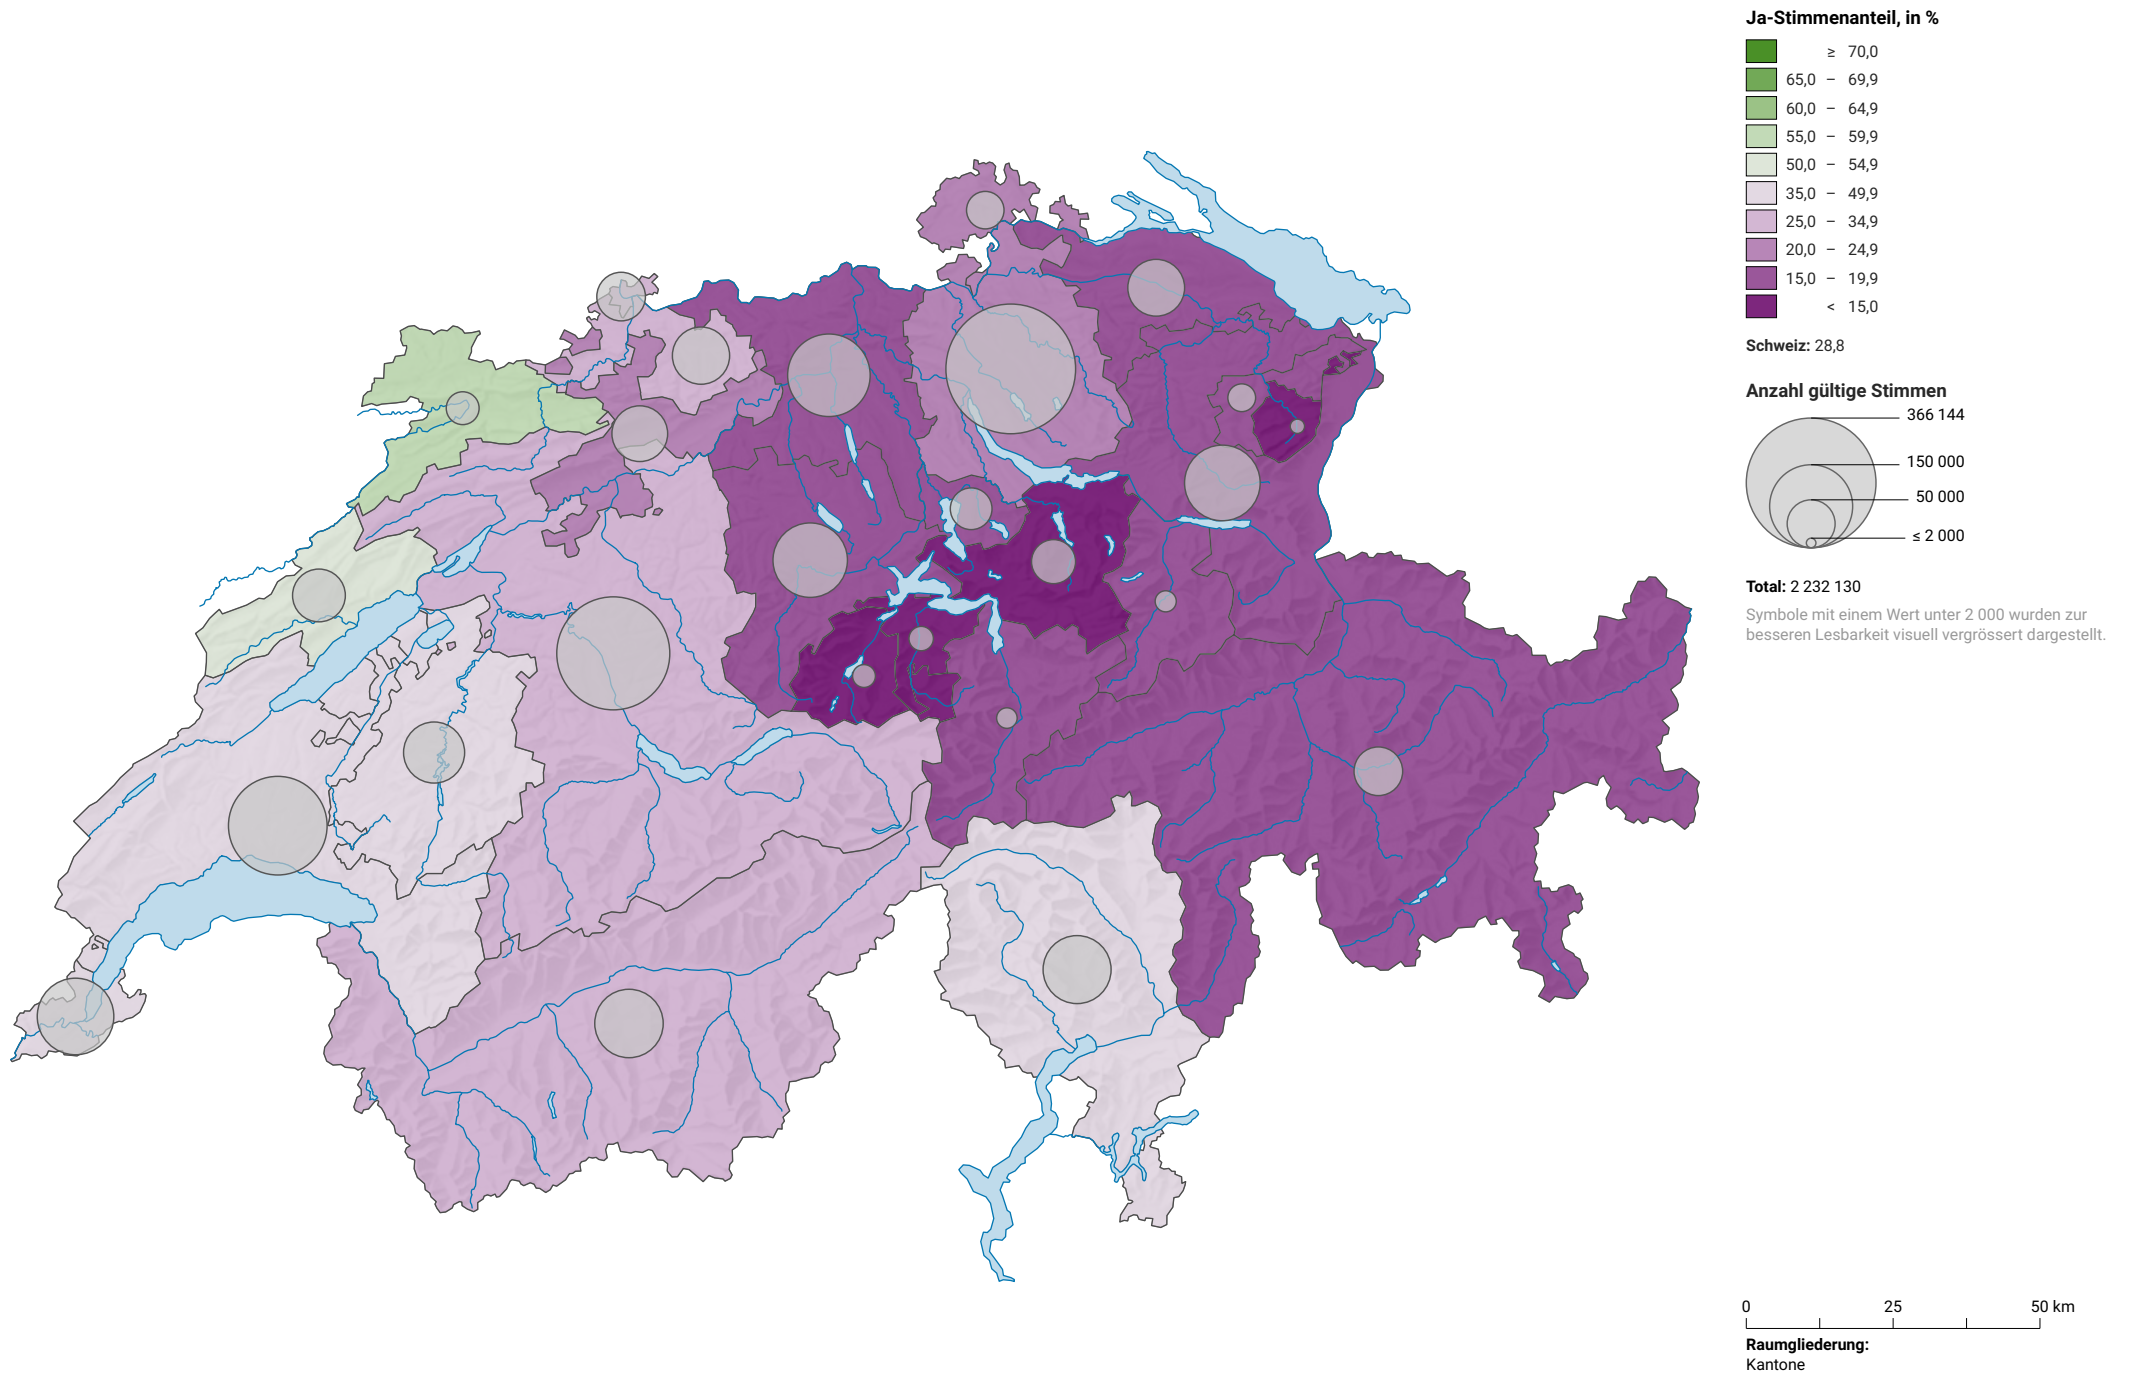 Ja-Stimmenanteil, in %
≥ 70,0
65,0 – 69,9
60,0 – 64,9
55,0 – 59,9
50,0 – 54,9
35,0 – 49,9
25,0 – 34,9
20,0 – 24,9
15,0 – 19,9
< 15,0
Schweiz: 28,8
Anzahl gültige Stimmen
366 144
150 000
50 000
≤ 2 000
Total: 2 232 130
Symbole mit einem Wert unter 2 000 wurden zur
besseren Lesbarkeit visuell vergrössert dargestellt.
0 25 50 km
Raumgliederung:
Kantone